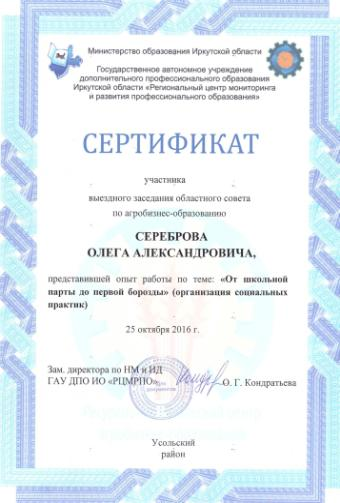 Министерство образования Иркутской области
Государственное автономное учреждение
дополнительного профессионального образования
Иркутской области «Региональный центр мониторинга
и развития профессионального образования»
СЕРТИФИКАТ
участника
выездного заседания областного совета
по агробизнес-образованию
СЕРЕБРОВА
ОЛЕГА АЛЕКСАНДРОВИЧА,
представившей опыт работы по теме: «От школьной
парты до первой борозды» (организация социальных
практик)
25 октября 2016 г.
Зам. директора по НМ и ИД
ГАУ ДПО ИО «РЦМРПО»
О. Г. Кондратьева
Усольский
район